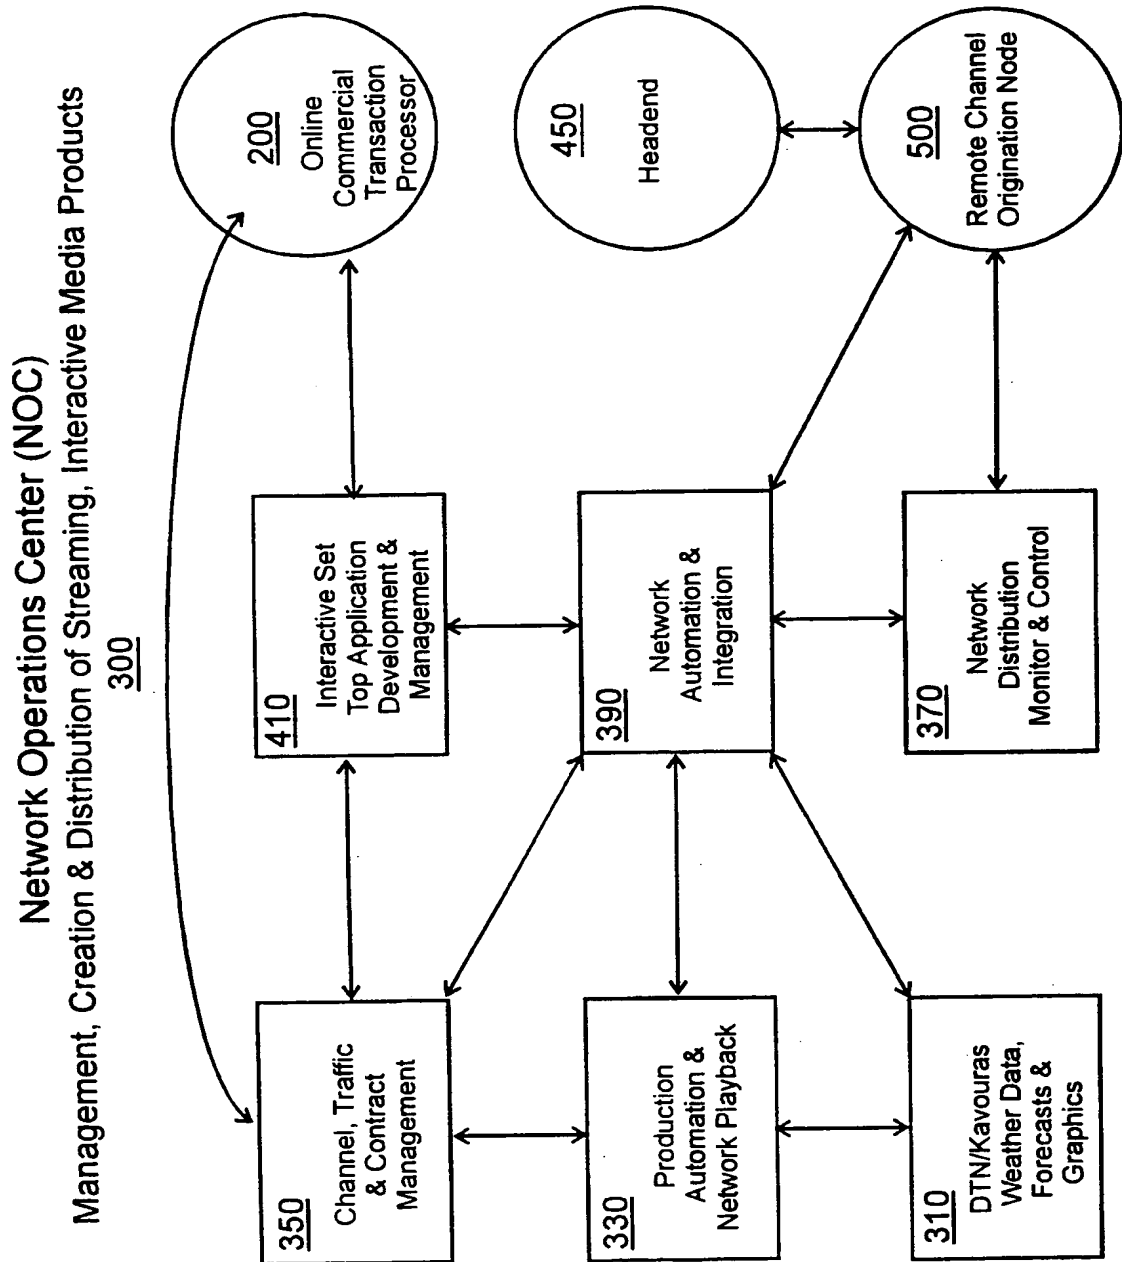 Network Operations Center (NOC)
Management, Creation & Distribution of Streaming, Interactive Media Products
300
350
Channel, Traffic
& Contract
Management
410
Interactive Set
Top Application
Development &
Management
200
Online
Commercial
Transaction
Processor
330
Production
Automation &
Network Playback
390
Network
Automation &
Integration
450
Headend
310
DTN/Kavouras
Weather Data,
Forecasts &
Graphics
370
Network
Distribution
Monitor & Control
500
Remote Channel
Origination Node